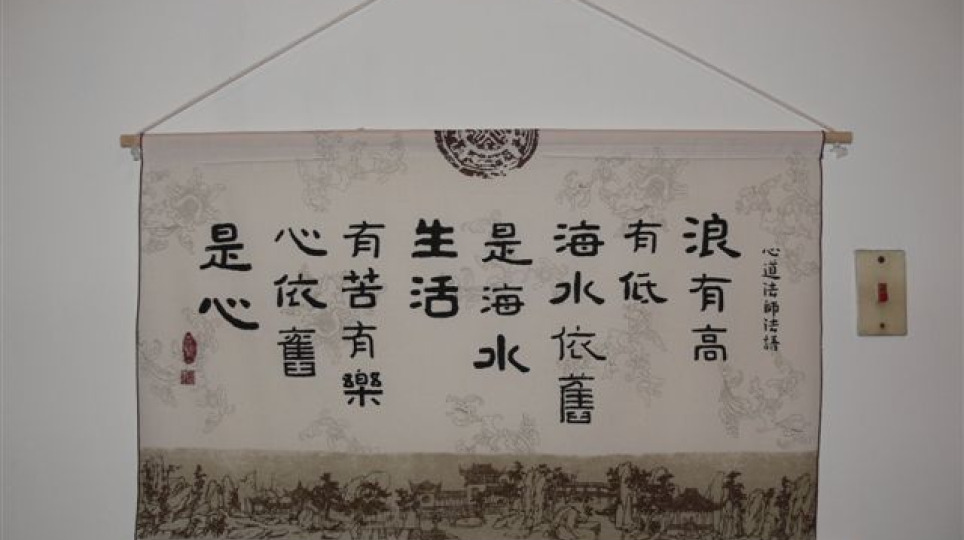 心道法師法語
浪有高
有低
海水依舊
是海水
生活
有苦有樂
心依舊
是心